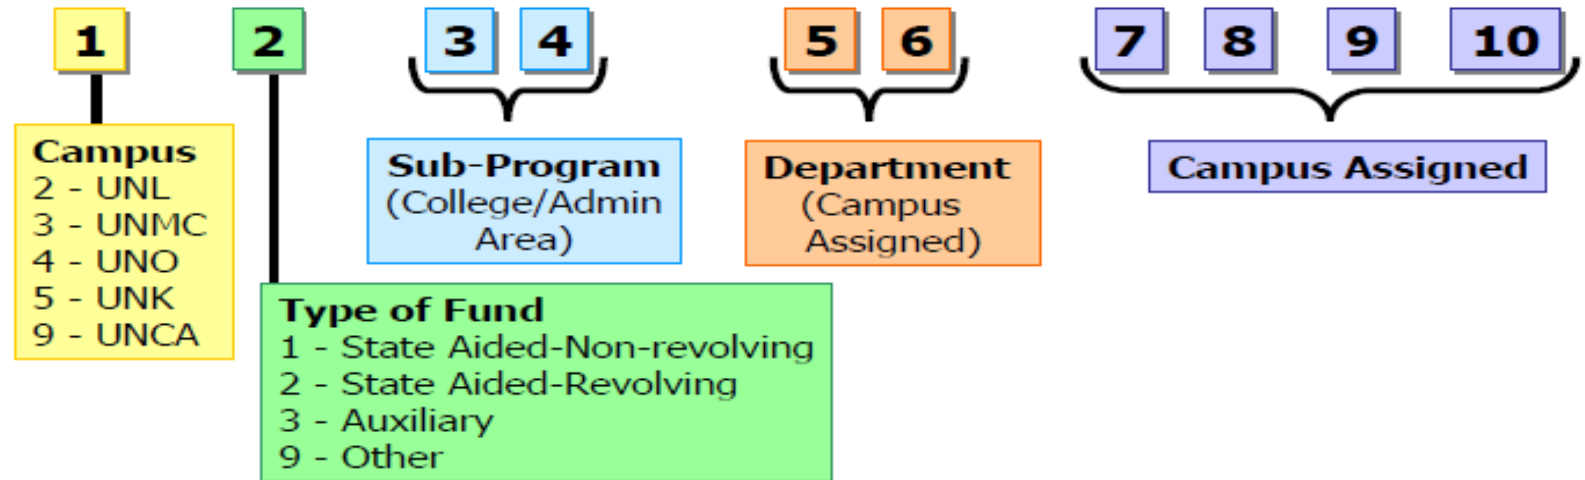 1 2 3 4 5 6 7 8 9 10
Campus
2 - UNL
3 - UNMC
4 - UNO
5 - UNK
9 - UNCA
Type of Fund
1 - State Aided-Non-revolving
2 - State Aided-Revolving
3 - Auxiliary
9 - Other
Sub-Program
(College/Admin
Area)
Department
(Campus
Assigned)
Campus Assigned